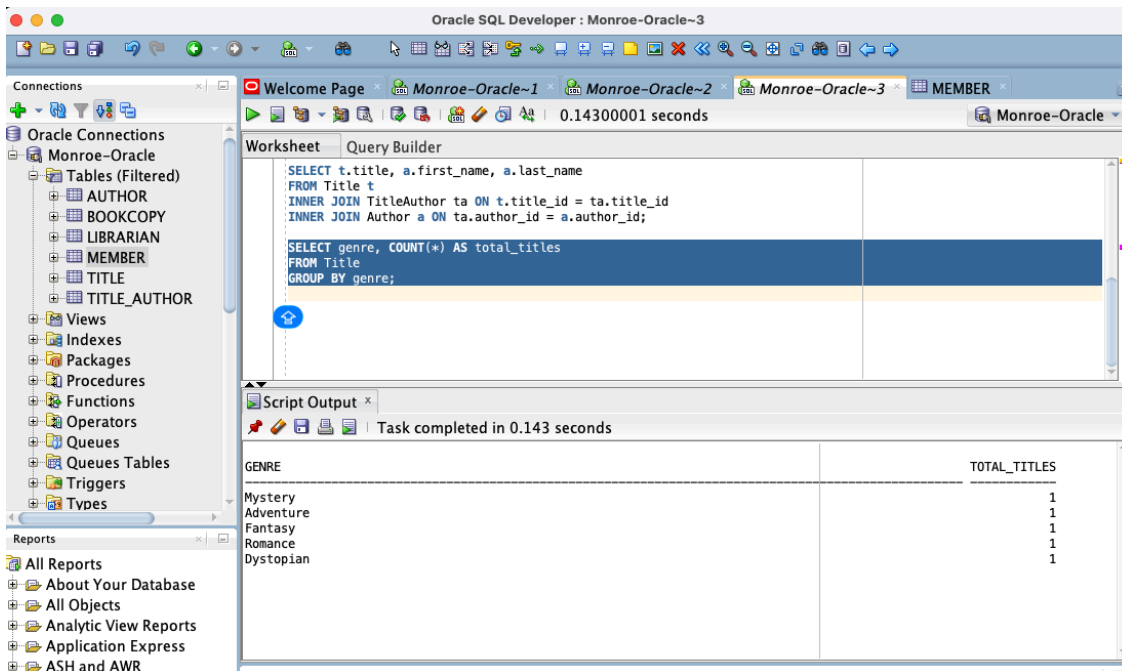 Oracle SQL Developer : Monroe-Oracle~3
Connections
Oracle Connections
Monroe-Oracle
Tables (Filtered)
AUTHOR
BOOKCOPY
LIBRARIAN
MEMBER
TITLE
TITLE_AUTHOR
Views
Indexes
Packages
Procedures
Functions
Operators
Queues
Queues Tables
Triggers
Types
Reports
All Reports
About Your Database
All Objects
Analytic View Reports
Application Express
ASH and AWR
Welcome Page Monroe-Oracle~1 Monroe-Oracle~2 Monroe-Oracle~3 MEMBER
0.14300001 seconds Monroe-Oracle
Worksheet Query Builder
SELECT t.title, a.first_name, a.last_name
FROM Title t
INNER JOIN TitleAuthor ta ON t.title_id = ta.title_id
INNER JOIN Author a ON ta.author_id = a.author_id;
SELECT genre, COUNT(*) AS total_titles
FROM Title
GROUP BY genre;
Script Output
Task completed in 0.143 seconds
GENRE TOTAL_TITLES
Mystery 1
Adventure 1
Fantasy 1
Romance 1
Dystopian 1